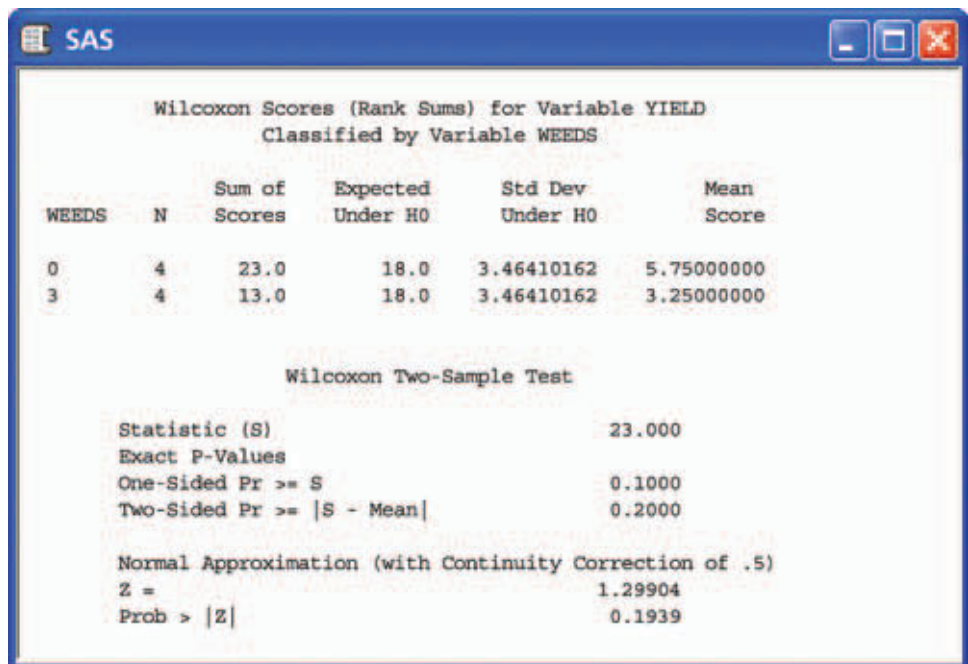 SAS
Wilcoxon Scores (Rank Sums) for Variable YIELD
Classified by Variable WEEDS
Sum of Expected Std Dev Mean
WEEDS N Scores Under H0 Under H0 Score
0 4 23.0 18.0 3.46410162 5.75000000
3 4 13.0 18.0 3.46410162 3.25000000
Wilcoxon Two-Sample Test
Statistic (S) 23.000
Exact P-Values
One-Sided Pr >= S 0.1000
Two-Sided Pr >= |S - Mean| 0.2000
Normal Approximation (with Continuity Correction of .5)
Z = 1.29904
Prob > |Z| 0.1939